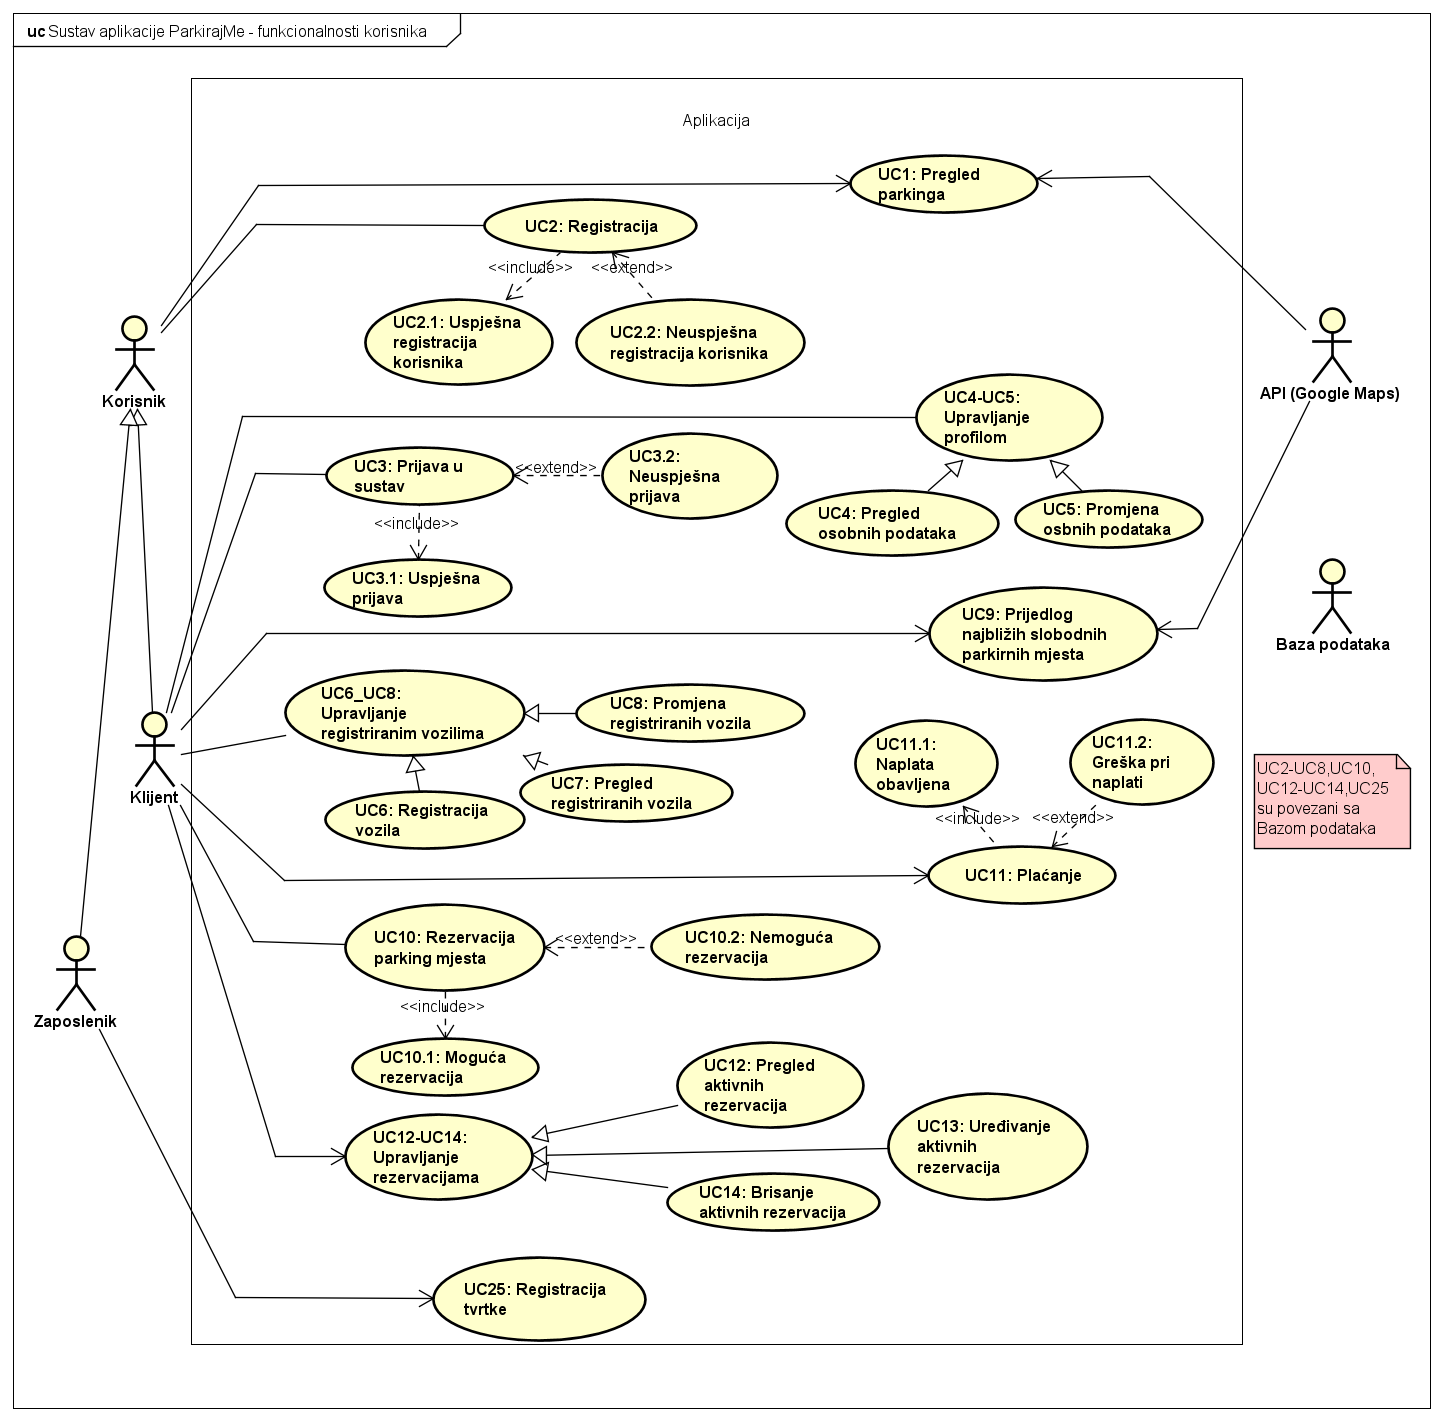 uc Sustav aplikacije ParkirajMe - funkcionalnosti korisnika
Aplikacija
UC1: Pregled
parkinga
UC2: Registracija
<<include>>
<<extend>>
UC2.1: Uspješna
registracija
korisnika
UC2.2: Neuspješna
registracija korisnika
Korisnik
API (Google Maps)
UC4-UC5:
Upravljanje
profilom
UC3: Prijava u
sustav
<<extend>>
UC3.2:
Neuspješna
prijava
UC4: Pregled
osobnih podataka
UC5: Promjena
osbnih podataka
<<include>>
UC3.1: Uspješna
prijava
UC9: Prijedlog
najbližih slobodnih
parkirnih mjesta
Baza podataka
UC6_UC8:
Upravljanje
registriranim vozilima
UC8: Promjena
registriranih vozila
UC7: Pregled
registriranih vozila
UC6: Registracija
vozila
Klijent
UC11.1:
Naplata
obavljena
UC11.2:
Greška pri
naplati
<<include>>
<<extend>>
UC11: Plaćanje
UC2-UC8,UC10,
UC12-UC14,UC25
su povezani sa
Bazom podataka
UC10: Rezervacija
parking mjesta
<<extend>>
UC10.2: Nemoguća
rezervacija
<<include>>
UC10.1: Moguća
rezervacija
Zaposlenik
UC12: Pregled
aktivnih
rezervacija
UC12-UC14:
Upravljanje
rezervacijama
UC13: Uređivanje
aktivnih
rezervacija
UC14: Brisanje
aktivnih rezervacija
UC25: Registracija
tvrtke